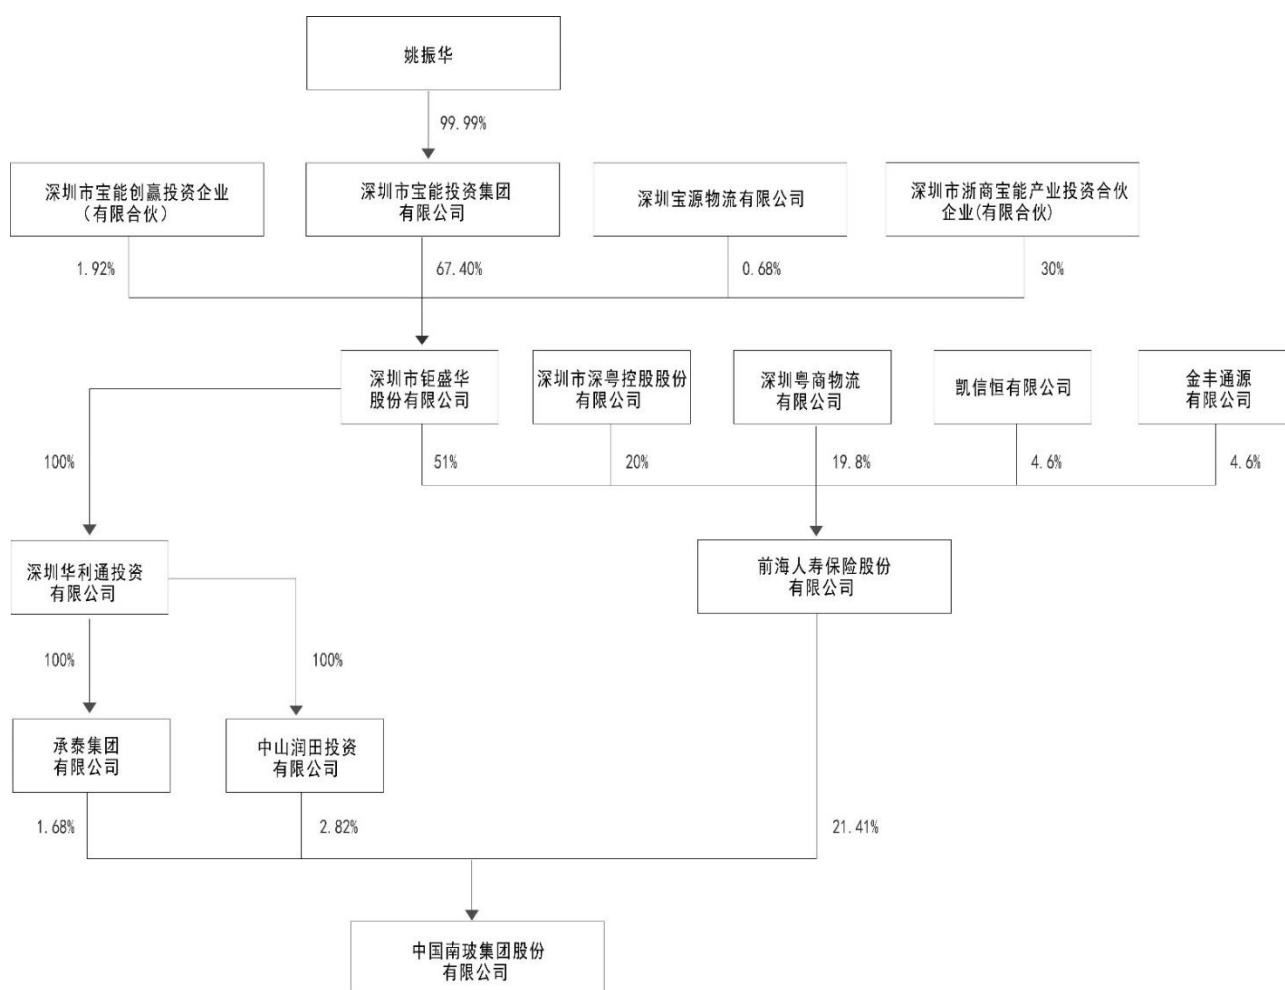 姚振华
99.99%
深圳市宝能创赢投资企业
（有限合伙）
深圳市宝能投资集团
有限公司
深圳宝源物流有限公司
深圳市浙商宝能产业投资合伙
企业(有限合伙)
1.92%
67.40%
0.68%
30%
深圳市钜盛华
股份有限公司
深圳市深粤控股股份
有限公司
深圳粤商物流
有限公司
凯信恒有限公司
金丰通源
有限公司
100%
51%
20%
19.8%
4.6%
4.6%
深圳华利通投资
有限公司
前海人寿保险股份
有限公司
100%
100%
承泰集团
有限公司
中山润田投资
有限公司
1.68%
2.82%
21.41%
中国南玻集团股份
有限公司